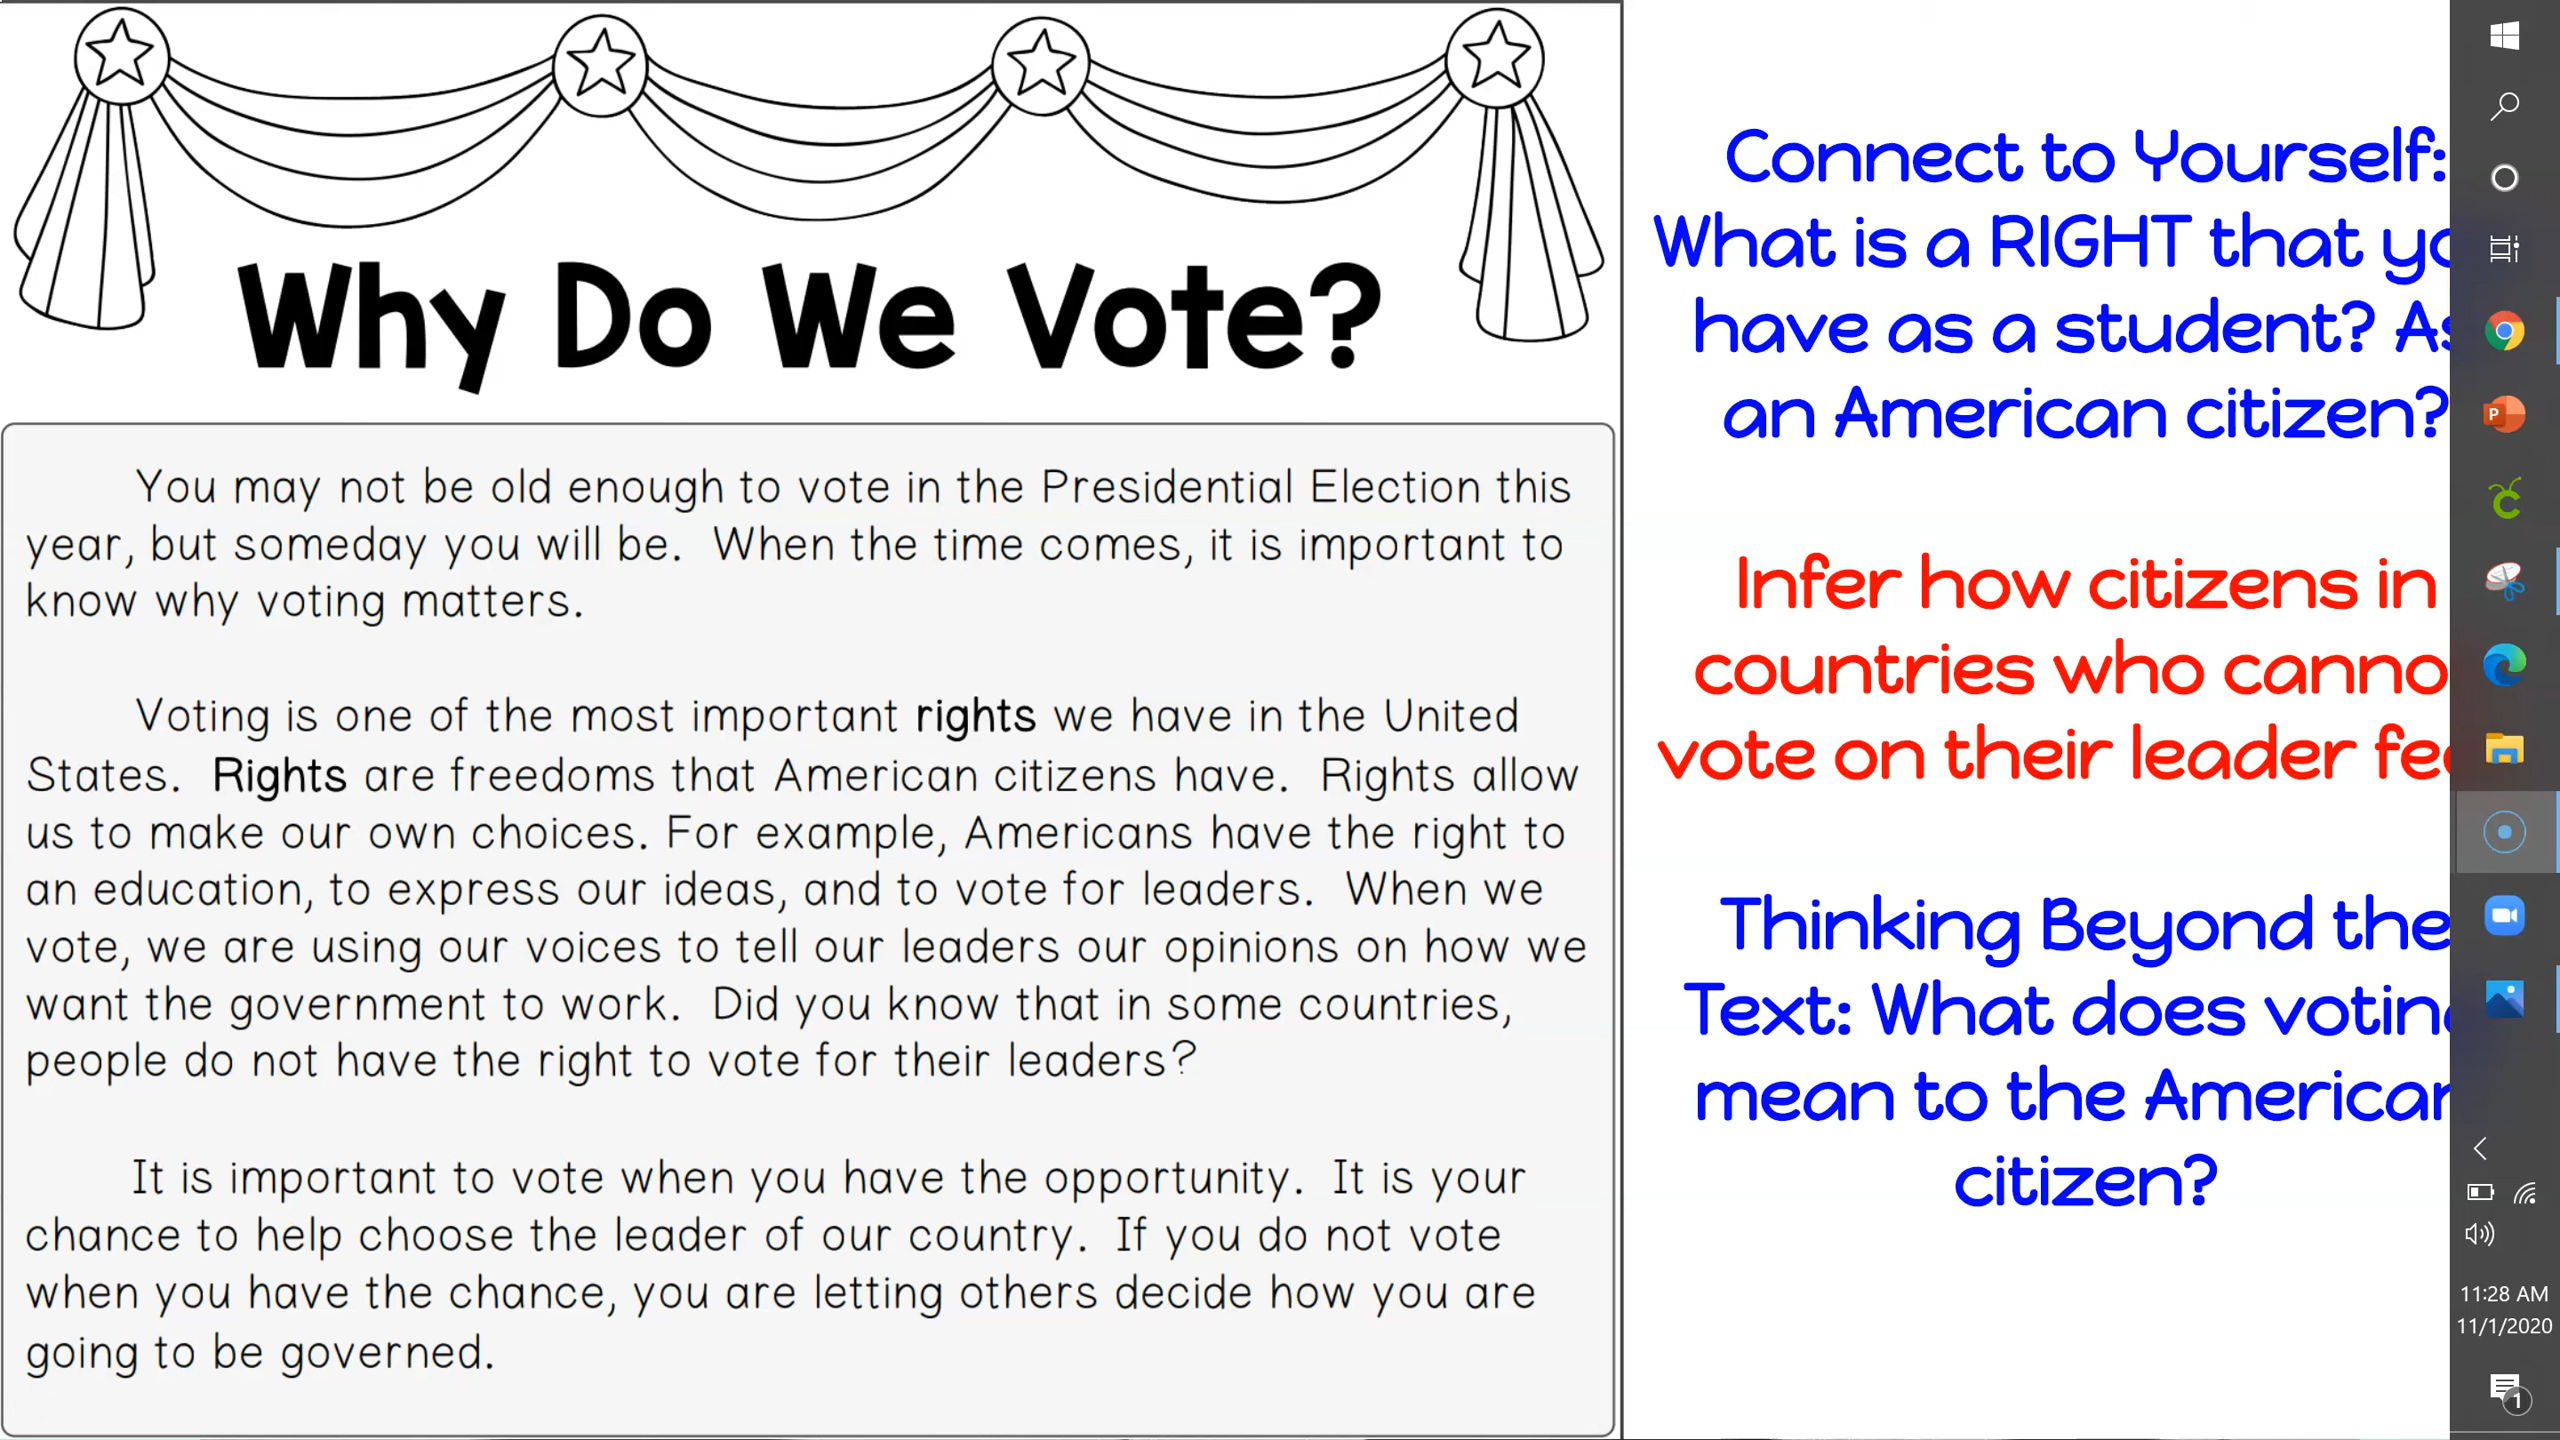 Why Do We Vote?
You may not be old enough to vote in the Presidential Election this
year, but someday you will be. When the time comes, it is important to
know why voting matters.
Voting is one of the most important rights we have in the United
States. Rights are freedoms that American citizens have. Rights allow
us to make our own choices. For example, Americans have the right to
an education, to express our ideas, and to vote for leaders. When we
vote, we are using our voices to tell our leaders our opinions on how we
want the government to work. Did you know that in some countries,
people do not have the right to vote for their leaders?
It is important to vote when you have the opportunity. It is your
chance to help choose the leader of our country. If you do not vote
when you have the chance, you are letting others decide how you are
going to be governed.
Connect to Yourself:
What is a RIGHT that
have as a student?
an American citizen?
Infer how citizens in
countries who
vote on their leader
Thinking Beyond the
Text: What does
mean to the
citizen?
P
11:28 AM
11/1/2020
1